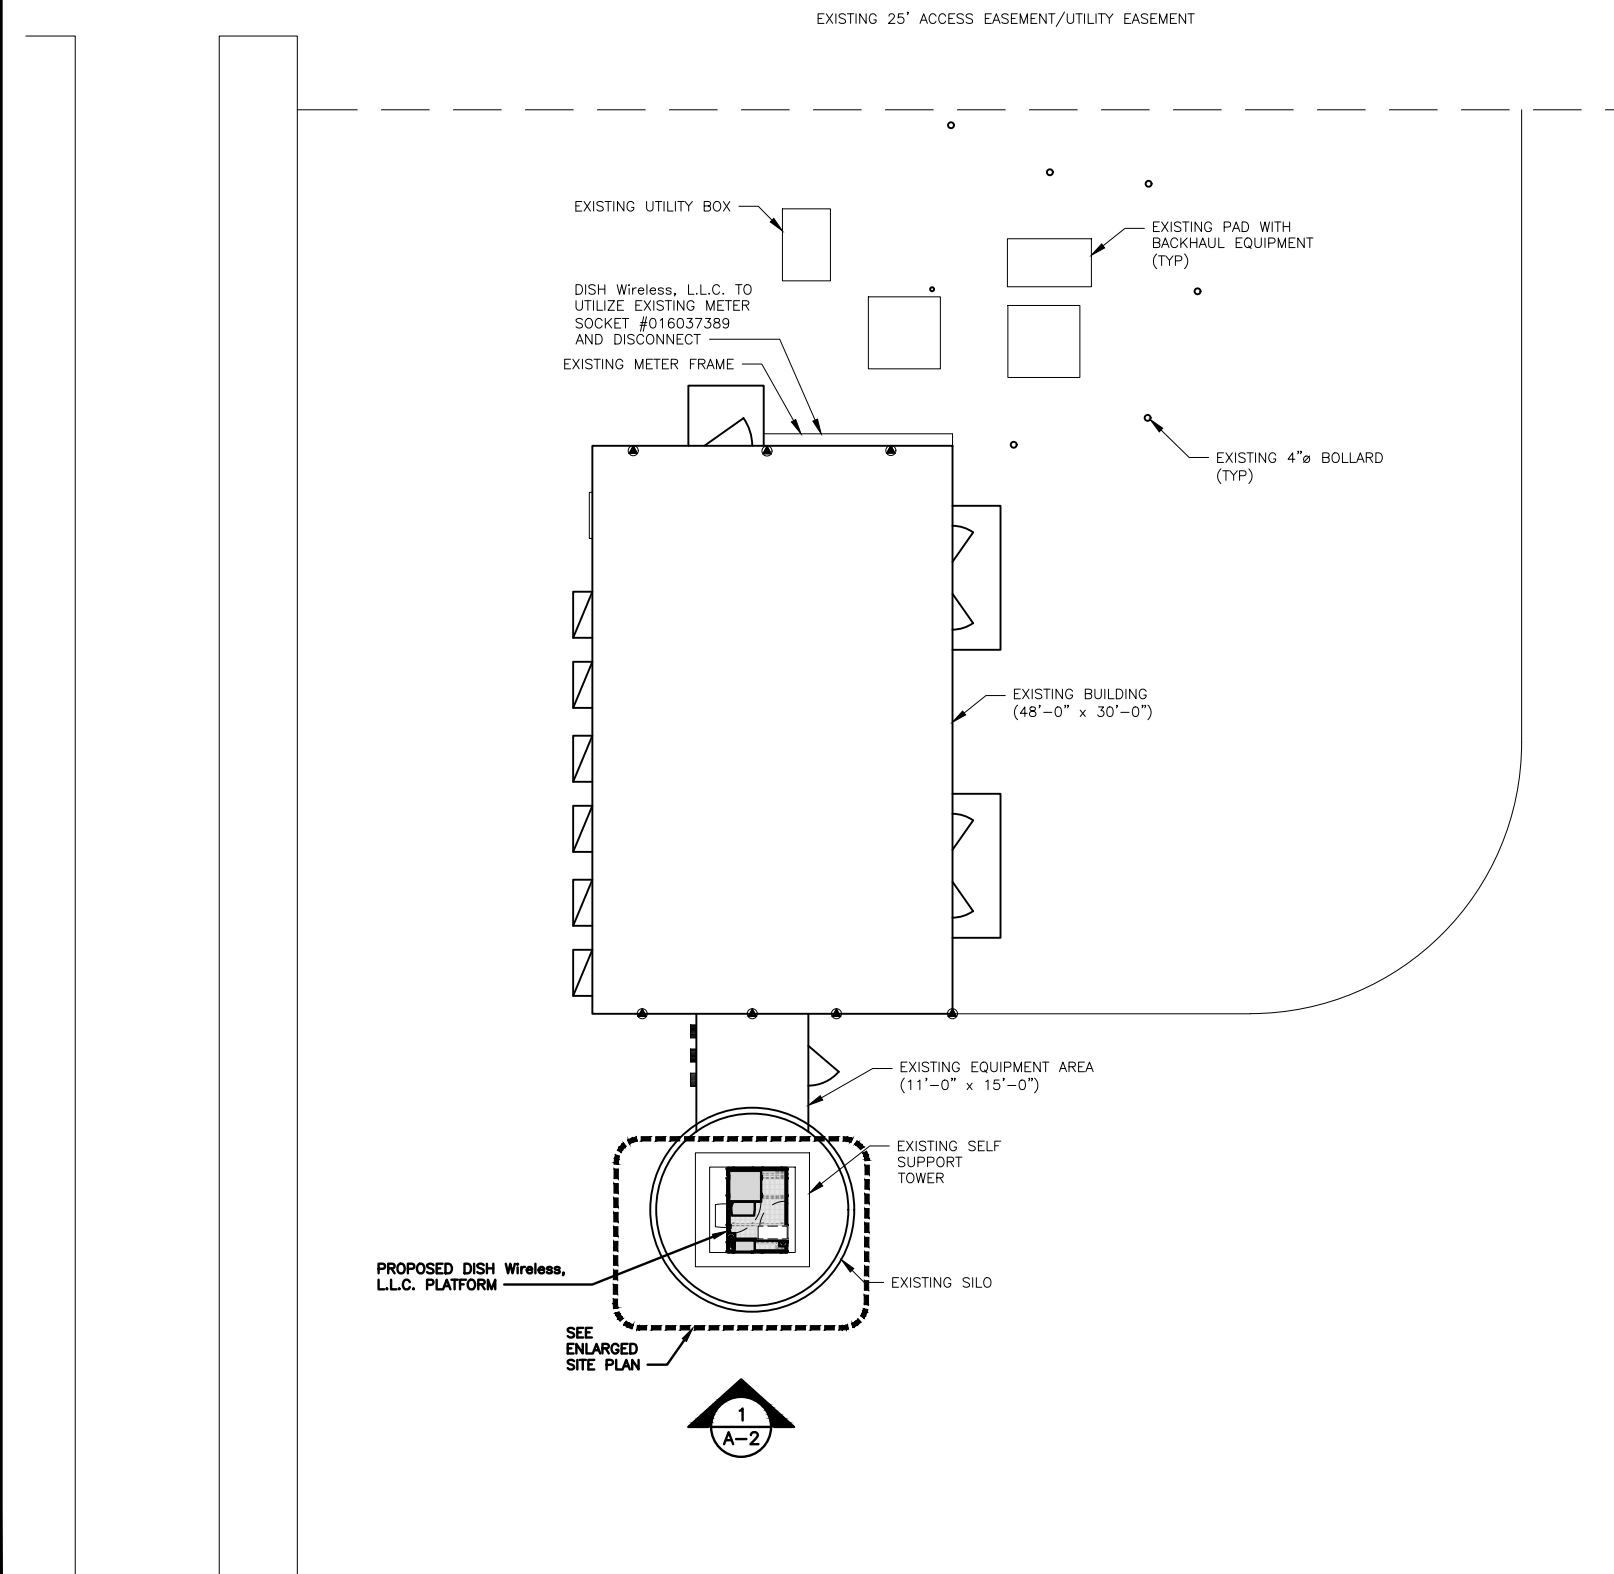 EXISTING 25' ACCESS EASEMENT/UTILITY EASEMENT
EXISTING UTILITY BOX
EXISTING PAD WITH
BACKHAUL EQUIPMENT
(TYP)
DISH Wireless, L.L.C. TO
UTILIZE EXISTING METER
SOCKET #016037389
AND DISCONNECT
EXISTING METER FRAME
EXISTING 4"ø BOLLARD
(TYP)
EXISTING BUILDING
(48'-0" x 30'-0")
EXISTING EQUIPMENT AREA
(11'-0" x 15'-0")
EXISTING SELF
SUPPORT
TOWER
PROPOSED DISH Wireless,
L.L.C. PLATFORM
EXISTING SILO
SEE
ENLARGED
SITE PLAN
1
A-2